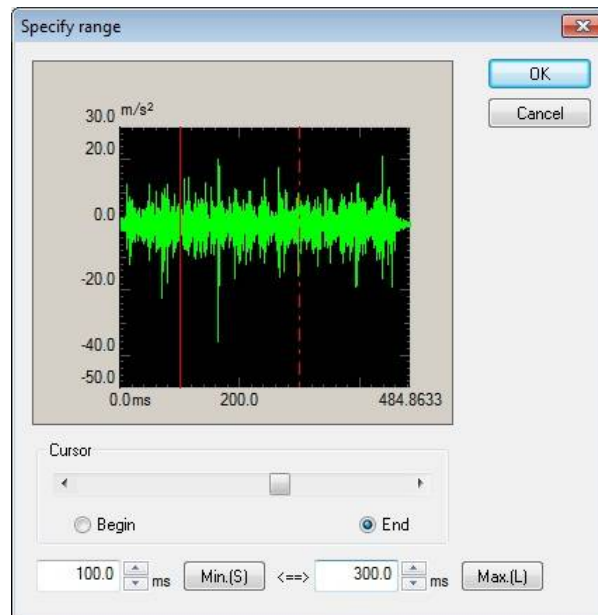 Specify range
OK
Cancel
30.0 m/s²
20.0
0.0
-20.0
-40.0
-50.0
0.0ms 200.0 484.8633
Cursor
Begin End
100.0 ms Min.(S) <==> 300.0 ms Max.(L)